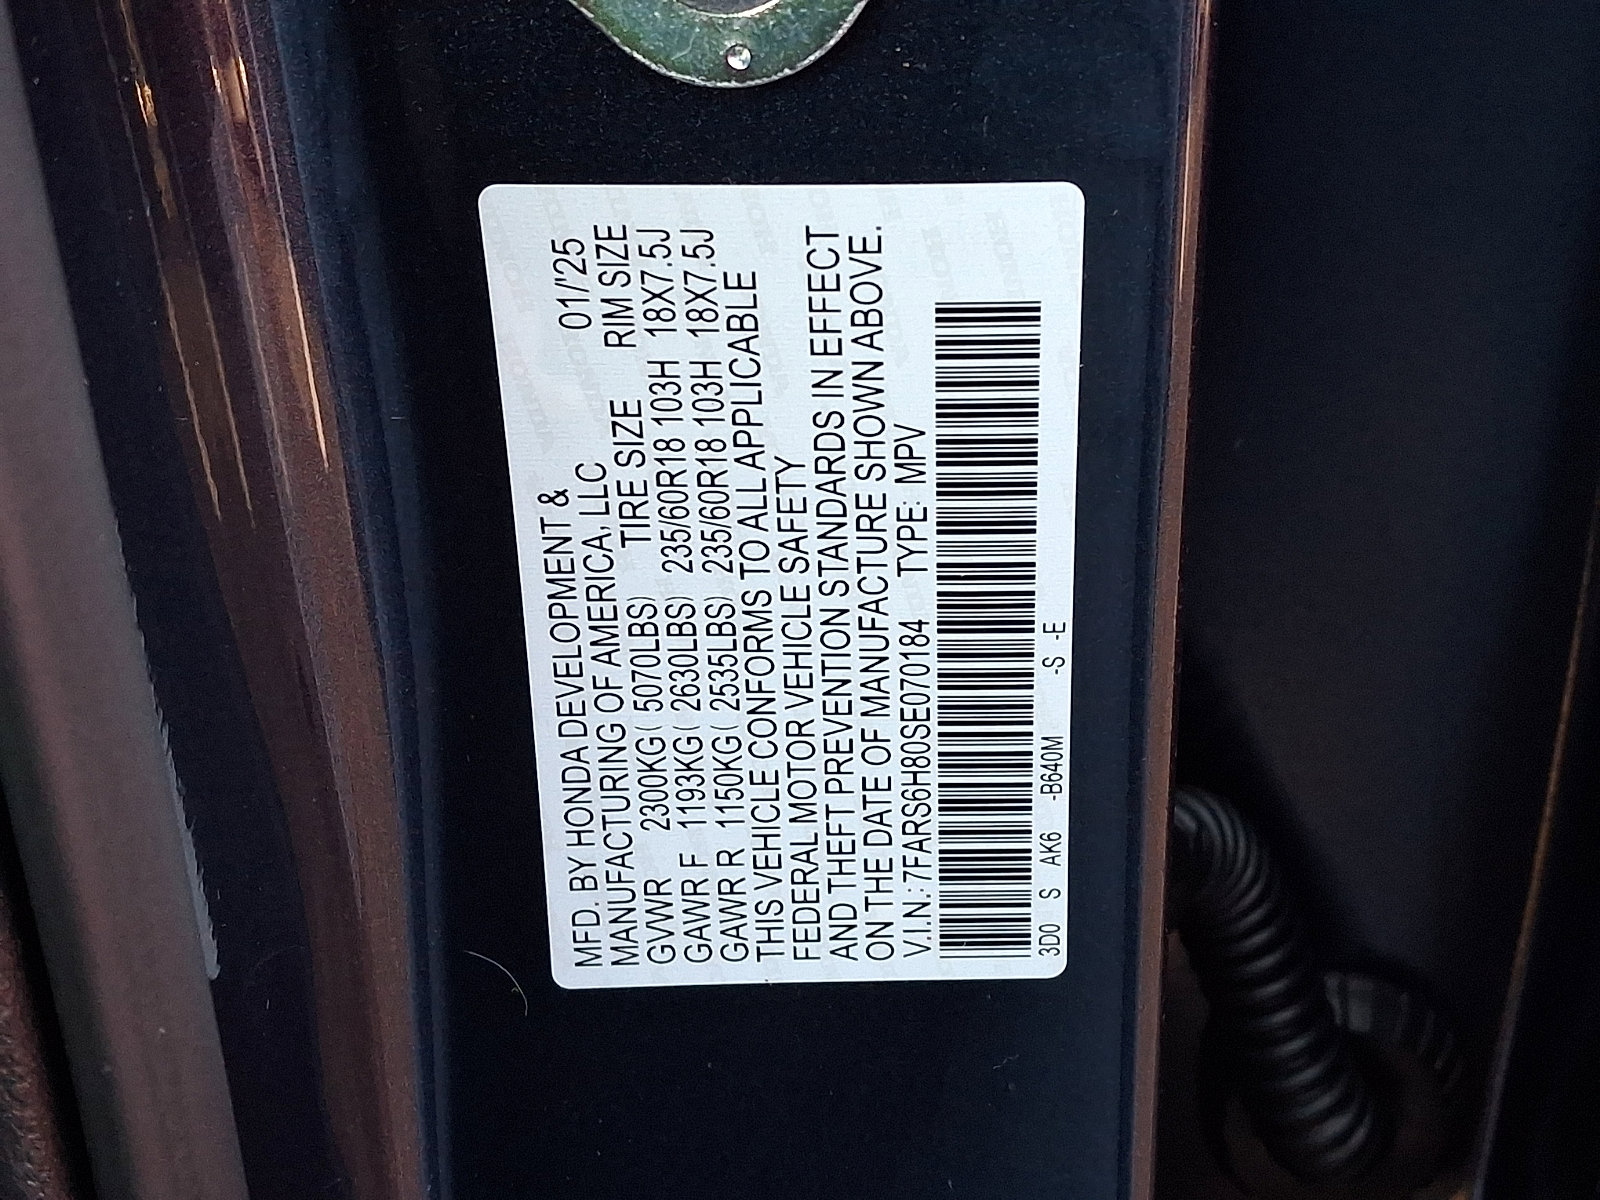 MFD. BY HONDA DEVELOPMENT &
MANUFACTURING OF AMERICA, LLC 01/'25
GVWR 2300KG ( 5070LBS) TIRE SIZE RIM SIZE
GAWR F 1193KG ( 2630LBS) 235/60R18 103H 18X7.5J
GAWR R 1150KG ( 2535LBS) 235/60R18 103H 18X7.5J
THIS VEHICLE CONFORMS TO ALL APPLICABLE
FEDERAL MOTOR VEHICLE SAFETY
AND THEFT PREVENTION STANDARDS IN EFFECT
ON THE DATE OF MANUFACTURE SHOWN ABOVE.
V.I.N.: 7FARS6H80SE070184 TYPE: MPV
3D0 S AK6 -B640M -S -E